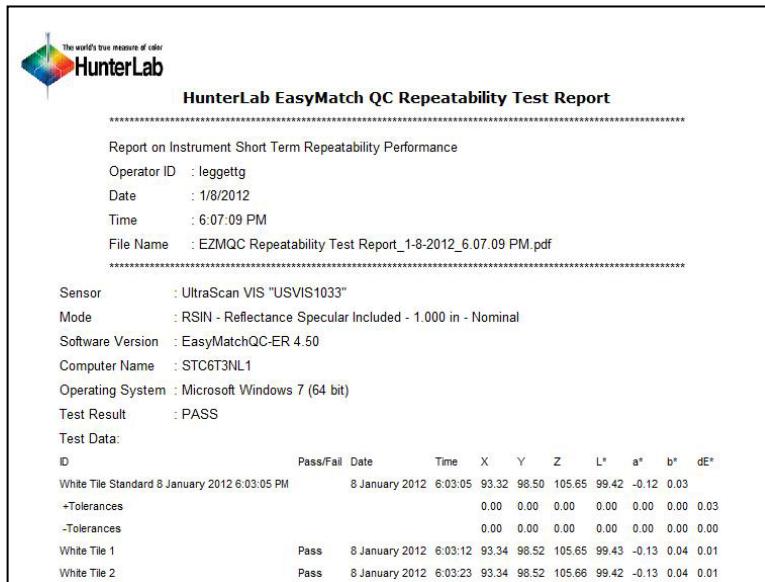 The world's true measure of color
HunterLab
HunterLab EasyMatch QC Repeatability Test Report
********************************************************************************************************************
Report on Instrument Short Term Repeatability Performance
Operator ID : leggettg
Date : 1/8/2012
Time : 6:07:09 PM
File Name : EZMQC Repeatability Test Report_1-8-2012_6.07.09 PM.pdf
********************************************************************************************************************
Sensor : UltraScan VIS "USVIS1033"
Mode : RSIN - Reflectance Specular Included - 1.000 in - Nominal
Software Version : EasyMatchQC-ER 4.50
Computer Name : STC6T3NL1
Operating System : Microsoft Windows 7 (64 bit)
Test Result : PASS
Test Data:
ID Pass/Fail Date Time X Y Z L* a* b* dE*
White Tile Standard 8 January 2012 6:03:05 PM 8 January 2012 6:03:05 93.32 98.50 105.65 99.42 -0.12 0.03
+Tolerances 0.00 0.00 0.00 0.00 0.00 0.00 0.03
-Tolerances 0.00 0.00 0.00 0.00 0.00 0.00 0.00
White Tile 1 Pass 8 January 2012 6:03:12 93.34 98.52 105.65 99.43 -0.13 0.04 0.01
White Tile 2 Pass 8 January 2012 6:03:23 93.34 98.52 105.66 99.42 -0.13 0.04 0.01